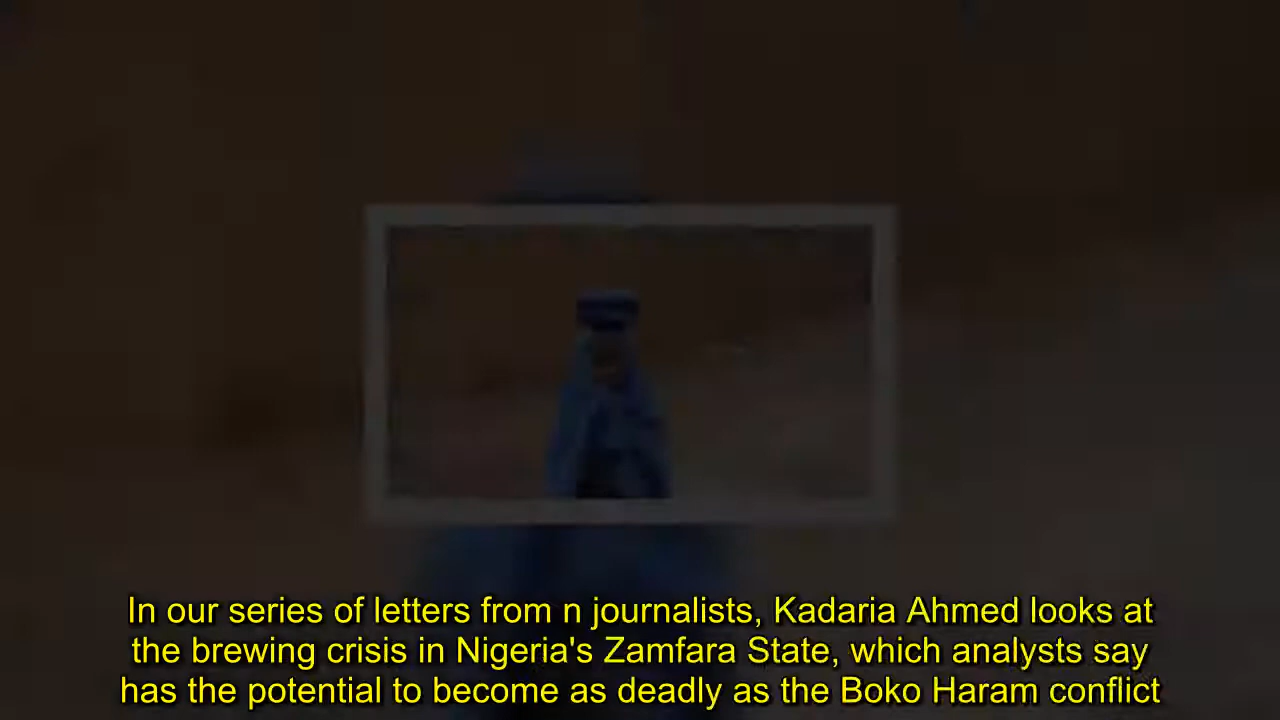 In our series of letters from n journalists, Kadaria Ahmed looks at
the brewing crisis in Nigeria's Zamfara State, which analysts say
has the potential to become as deadly as the Boko Haram conflict